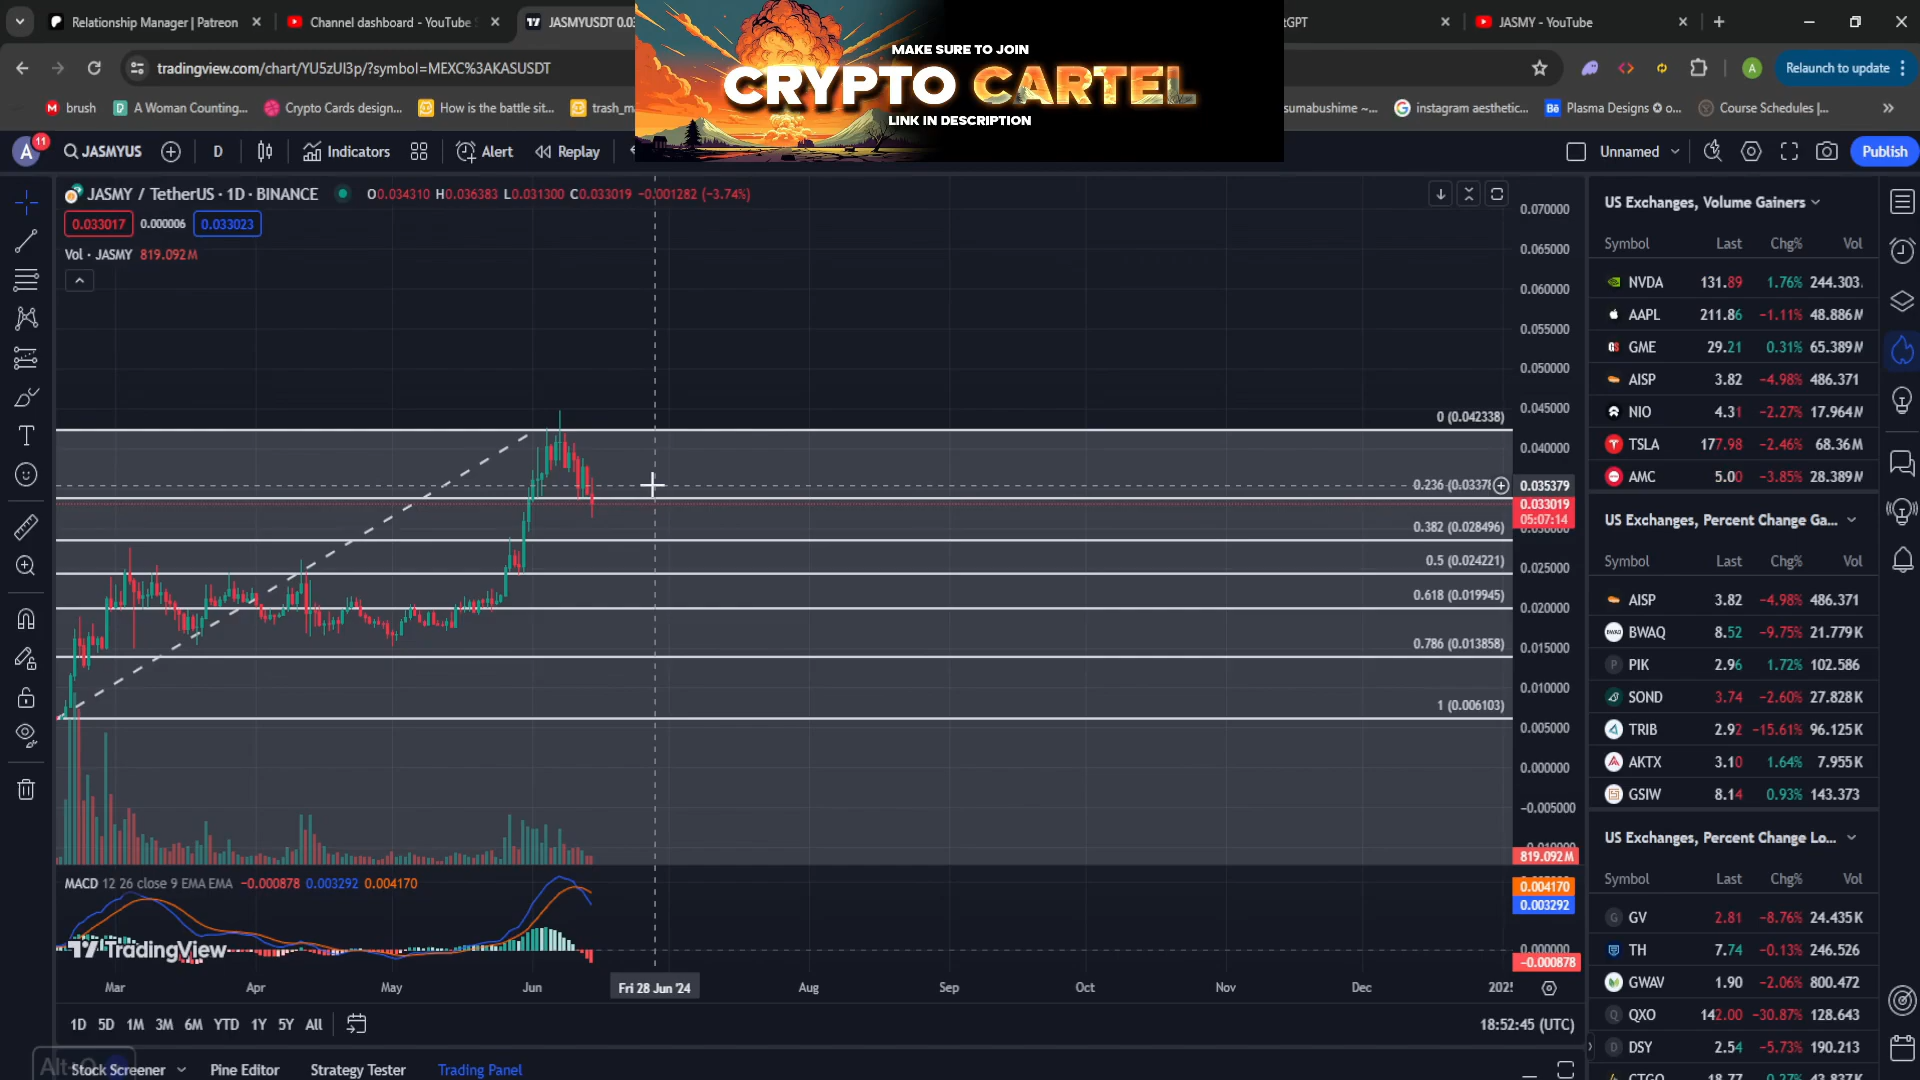 Relationship Manager | Patreon
Channel dashboard - YouTube
JASMYUSDT 0.03
GPT
JASMY - YouTube
MAKE SURE TO JOIN
CRYPTO CARTEL
LINK IN DESCRIPTION
tradingview.com/chart/YU5zUI3p/?symbol=MEXC%3AKASUSDT
A
Relaunch to update
brush
A Woman Counting...
Crypto Cards design...
How is the battle sit...
trash_m
sumabushime ~...
instagram aesthetic...
Plasma Designs ✪ o...
Course Schedules |...
A
11
JASMYUS
D
Indicators
Alert
Replay
Unnamed
Publish
JASMY / TetherUS · 1D · BINANCE
O0.034310 H0.036383 L0.031300 C0.033019 −0.001282 (−3.74%)
0.033017
0.000006
0.033023
Vol · JASMY 819.092M
0.070000
0.065000
0.060000
0.055000
0.050000
0.045000
0 (0.042338)
0.040000
0.236 (0.0337
0.035379
0.033019
05:07:14
0.382 (0.028496)
0.5 (0.024221)
0.025000
0.618 (0.019945)
0.020000
0.786 (0.013858)
0.015000
0.010000
1 (0.006103)
0.005000
0.000000
−0.005000
819.092M
MACD 12 26 close 9 EMA EMA −0.000878 0.003292 0.004170
0.004170
0.003292
0.000000
−0.000878
TradingView
Mar
Apr
May
Jun
Fri 28 Jun '24
Aug
Sep
Oct
Nov
Dec
1D 5D 1M 3M 6M YTD 1Y 5Y All
18:52:45 (UTC)
Stock Screener
Pine Editor
Strategy Tester
Trading Panel
US Exchanges, Volume Gainers
Symbol Last Chg% Vol
NVDA 131.89 1.76% 244.303
AAPL 211.86 −1.11% 48.886M
GME 29.21 0.31% 65.389M
AISP 3.82 −4.98% 486.371
NIO 4.31 −2.27% 17.964M
TSLA 177.98 −2.46% 68.36M
AMC 5.00 −3.85% 28.389M
US Exchanges, Percent Change Ga...
Symbol Last Chg% Vol
AISP 3.82 −4.98% 486.371
BWAQ 8.52 −9.75% 21.779K
PIK 2.96 1.72% 102.586
SOND 3.74 −2.60% 27.828K
TRIB 2.92 −15.61% 96.125K
AKTX 3.10 1.64% 7.955K
GSIW 8.14 0.93% 143.373
US Exchanges, Percent Change Lo...
Symbol Last Chg% Vol
GV 2.81 −8.76% 24.435K
TH 7.74 −0.13% 246.526
GWAV 1.90 −2.06% 800.472
QXO 142.00 −30.87% 128.643
DSY 2.54 −5.73% 190.213